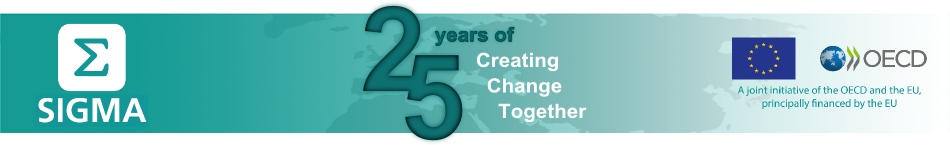 Σ
SIGMA
25
years of
Creating
Change
Together
OECD
A joint initiative of the OECD and the EU,
principally financed by the EU